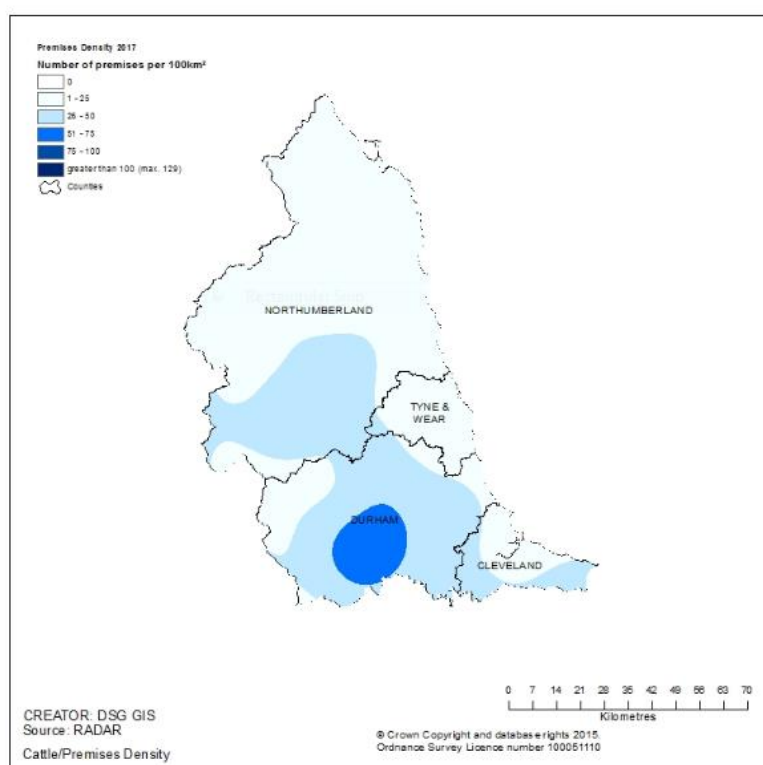 Premises Density 2017
Number of premises per 100km²
0
1 - 25
26 - 50
51 - 75
75 - 100
greater than 100 (max. 129)
Counties
NORTHUMBERLAND
TYNE &
WEAR
DURHAM
CLEVELAND
0 7 14 21 28 35 42 49 56 63 70
Kilometres
CREATOR: DSG GIS
Source: RADAR
Cattle/Premises Density
© Crown Copyright and database rights 2015.
Ordnance Survey Licence number 100051110